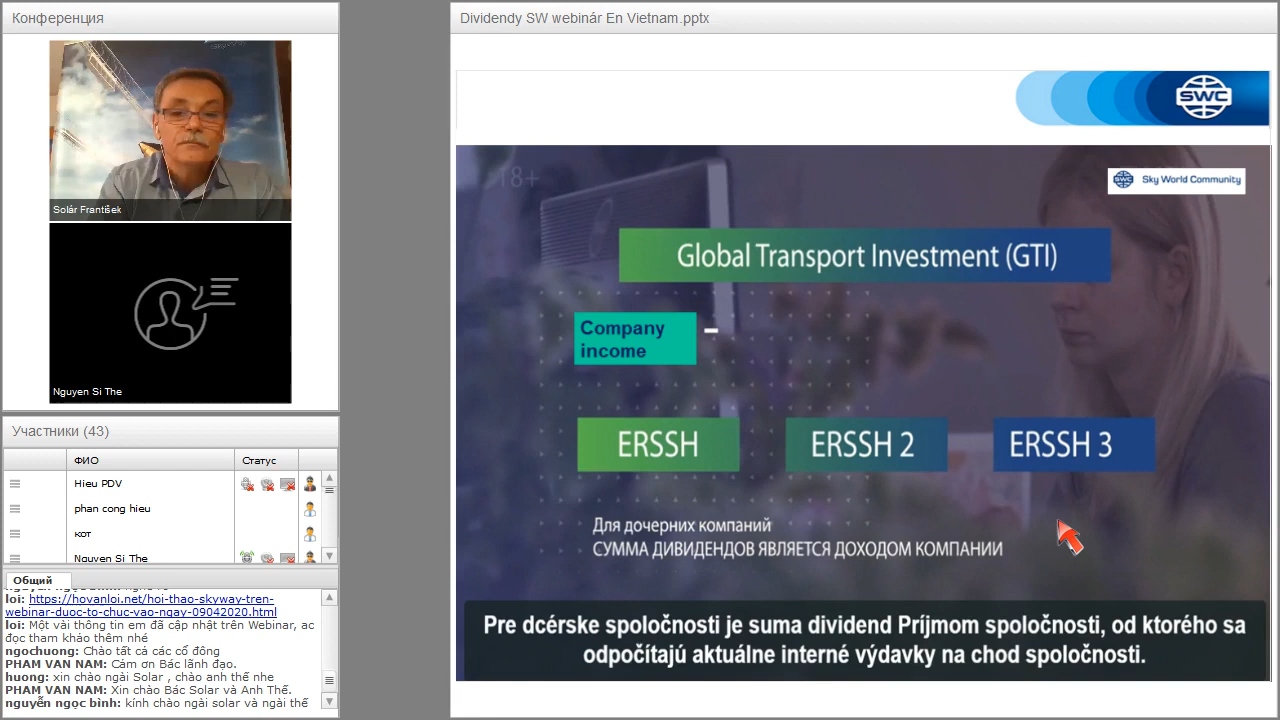 Конференция
Solár František
Nguyen Si The
Участники (43)
ФИО
Статус
Hieu PDV
phan cong hieu
кот
Nguyen Si The
Общий
loi: https://hovanloi.net/hoi-thao-skyway-tren-
webinar-duoc-to-chuc-vao-ngay-09042020.html
loi: Một vài thông tin em đã cập nhật trên Webinar, ac
đọc tham khảo thêm nhé
ngochuong: Chào tất cả các cổ đông
PHAM VAN NAM: Cám ơn Bác lãnh đạo.
huong: xin chào ngài Solar , chào anh thế nhe
PHAM VAN NAM: Xin chào Bác Solar và Anh Thế.
nguyễn ngọc bình: kính chào ngài solar và ngài thế
Dividendy SW webinár En Vietnam.pptx
SWC
18+
SWC Sky World Community
Global Transport Investment (GTI)
Company
income
–
ERSSH
ERSSH 2
ERSSH 3
Для дочерних компаний
СУММА ДИВИДЕНДОВ ЯВЛЯЕТСЯ ДОХОДОМ КОМПАНИИ
Pre dcérske spoločnosti je suma dividend Príjmom spoločnosti, od ktorého sa
odpočítajú aktuálne interné výdavky na chod spoločnosti.